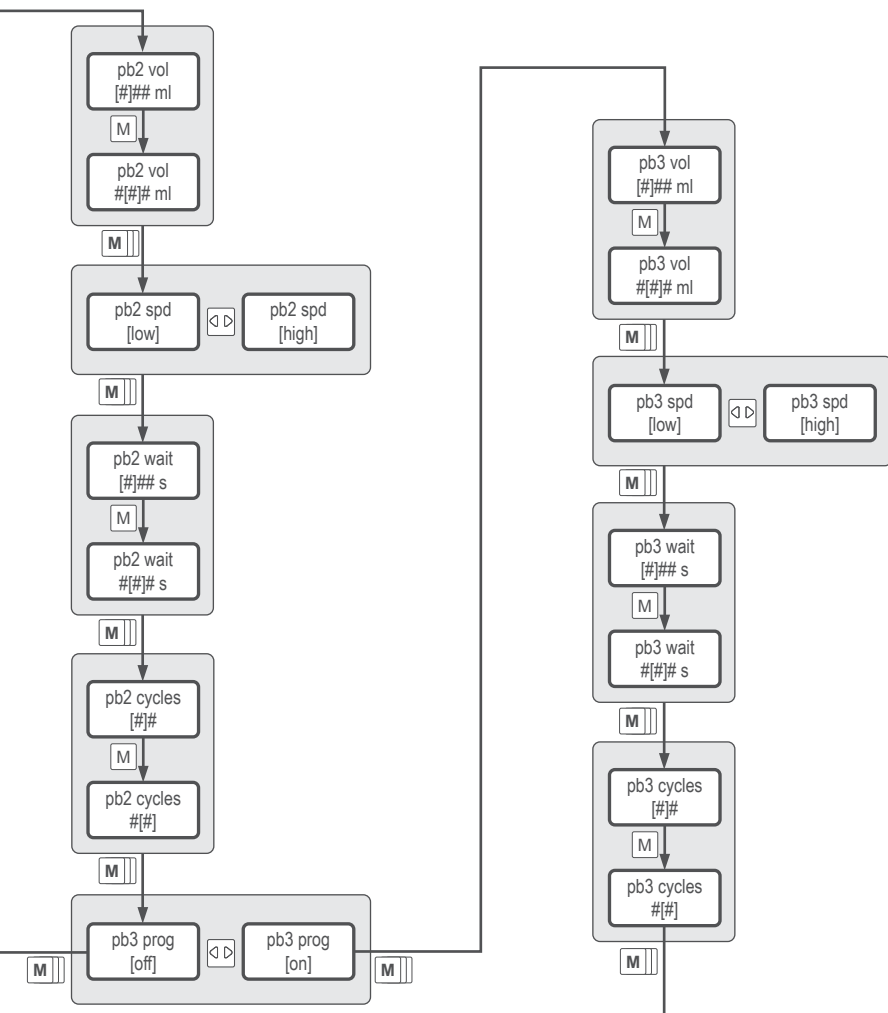 pb2 vol
[#]## ml
M
pb2 vol
#[#]# ml
M
pb2 spd
[low]
pb2 spd
[high]
M
pb2 wait
[#]## s
M
pb2 wait
#[#]# s
M
pb2 cycles
[#]#
M
pb2 cycles
#[#]
M
pb3 prog
[off]
pb3 prog
[on]
M
M
pb3 vol
[#]## ml
M
pb3 vol
#[#]# ml
M
pb3 spd
[low]
pb3 spd
[high]
M
pb3 wait
[#]## s
M
pb3 wait
#[#]# s
M
pb3 cycles
[#]#
M
pb3 cycles
#[#]
M